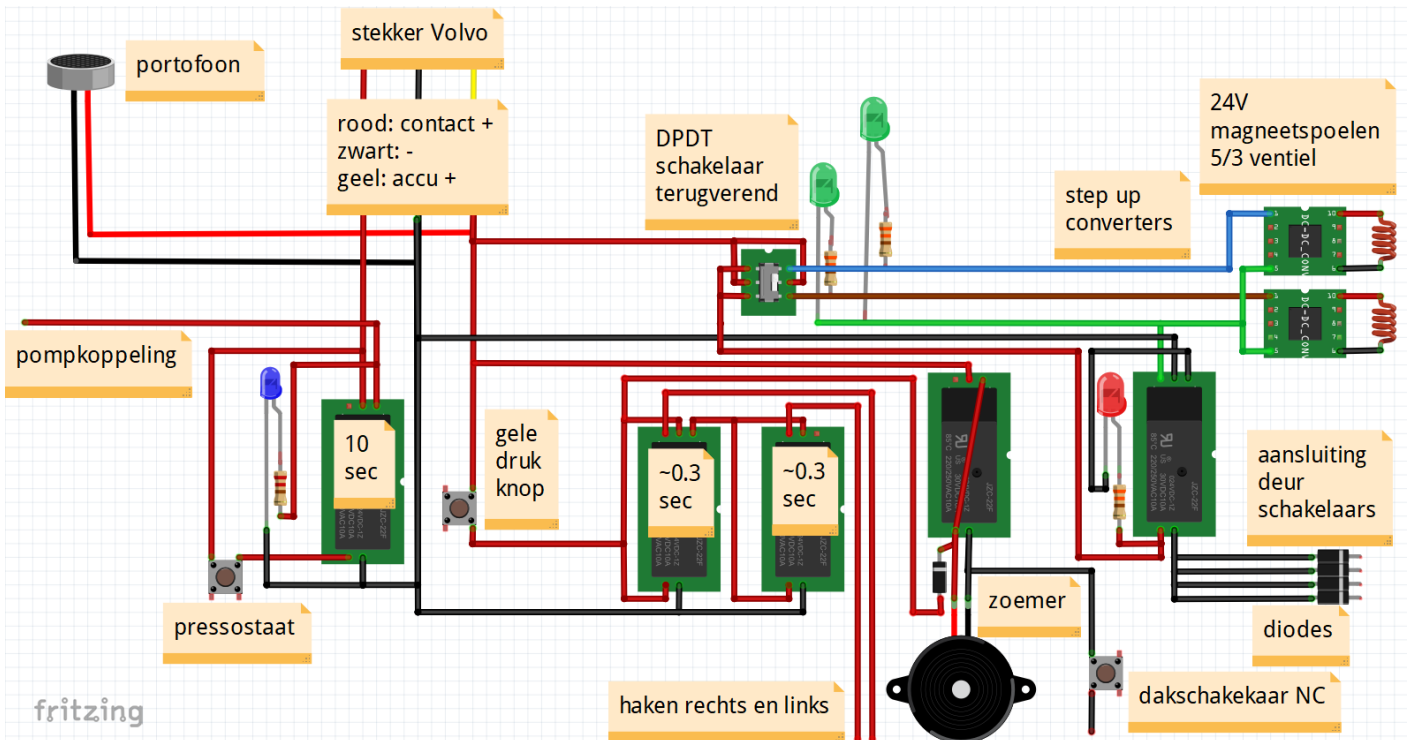 stekker Volvo
portofoon
rood: contact +
zwart: -
geel: accu +
DPDT
schakelaar
terugverend
24V
magneetspoelen
5/3 ventiel
step up
converters
pompkoppeling
10
sec
gele
druk
knop
~0.3
sec
~0.3
sec
aansluiting
deur
schakelaars
pressostaat
zoemer
diodes
haken rechts en links
dakschakekaar NC
fritzing